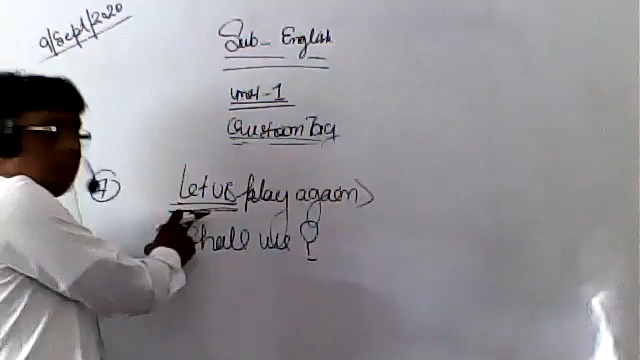 9/Sept/2020
Sub- English
Unit-1
Question Tag
7
Let us play again
shall we ?